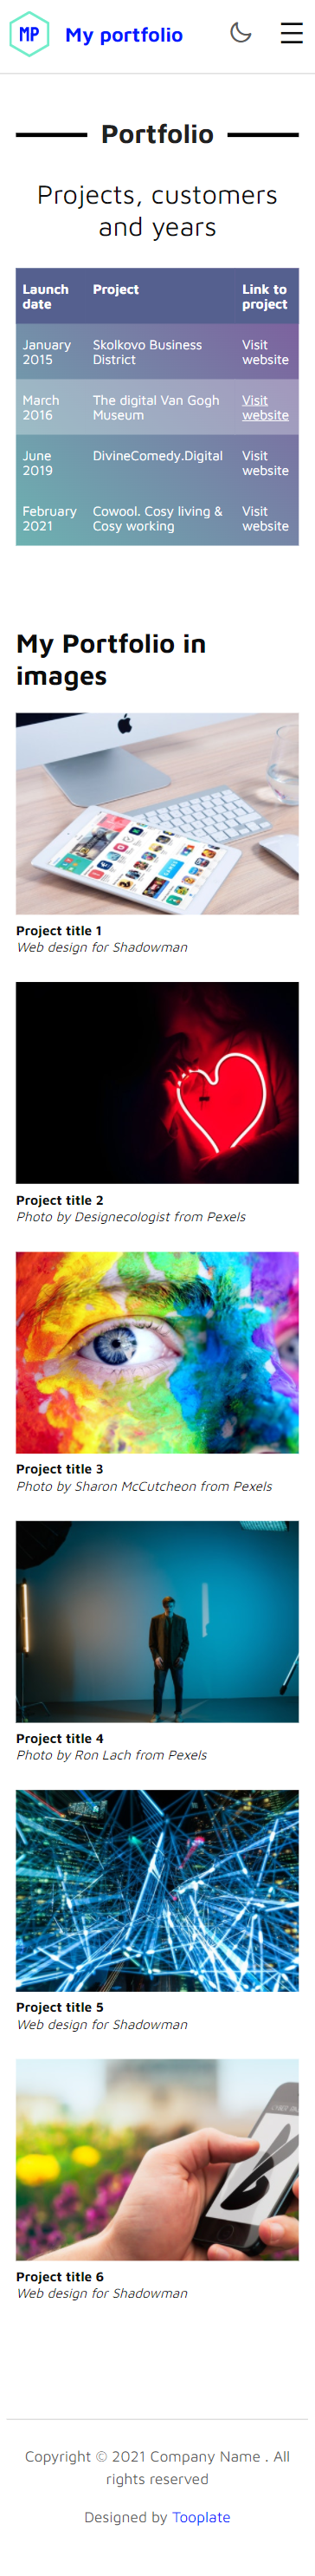 MP My portfolio
Portfolio
Projects, customers
and years
Launch date Project Link to project
January 2015 Skolkovo Business District Visit website
March 2016 The digital Van Gogh Museum Visit website
June 2019 DivineComedy.Digital Visit website
February 2021 Cowool. Cosy living & Cosy working Visit website
My Portfolio in
images
Project title 1
Web design for Shadowman
Project title 2
Photo by Designecologist from Pexels
Project title 3
Photo by Sharon McCutcheon from Pexels
Project title 4
Photo by Ron Lach from Pexels
Project title 5
Web design for Shadowman
Project title 6
Web design for Shadowman
Copyright © 2021 Company Name . All
rights reserved
Designed by Tooplate